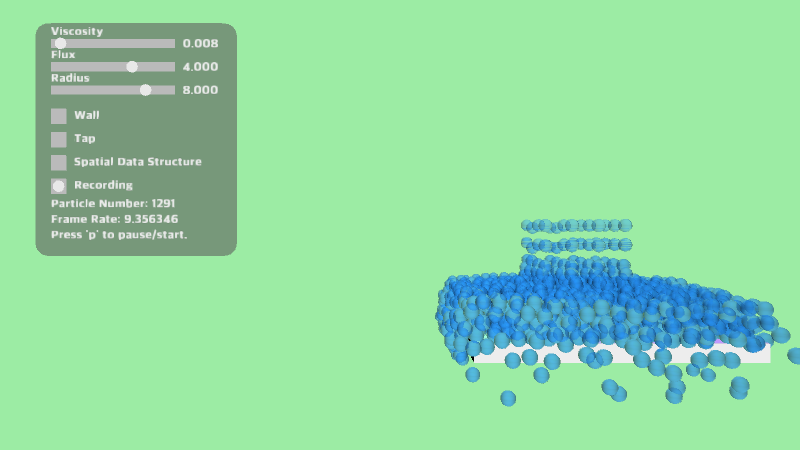 Viscosity
0.008
Flux
4.000
Radius
8.000
Wall
Tap
Spatial Data Structure
Recording
Particle Number: 1291
Frame Rate: 9.356346
Press 'p' to pause/start.